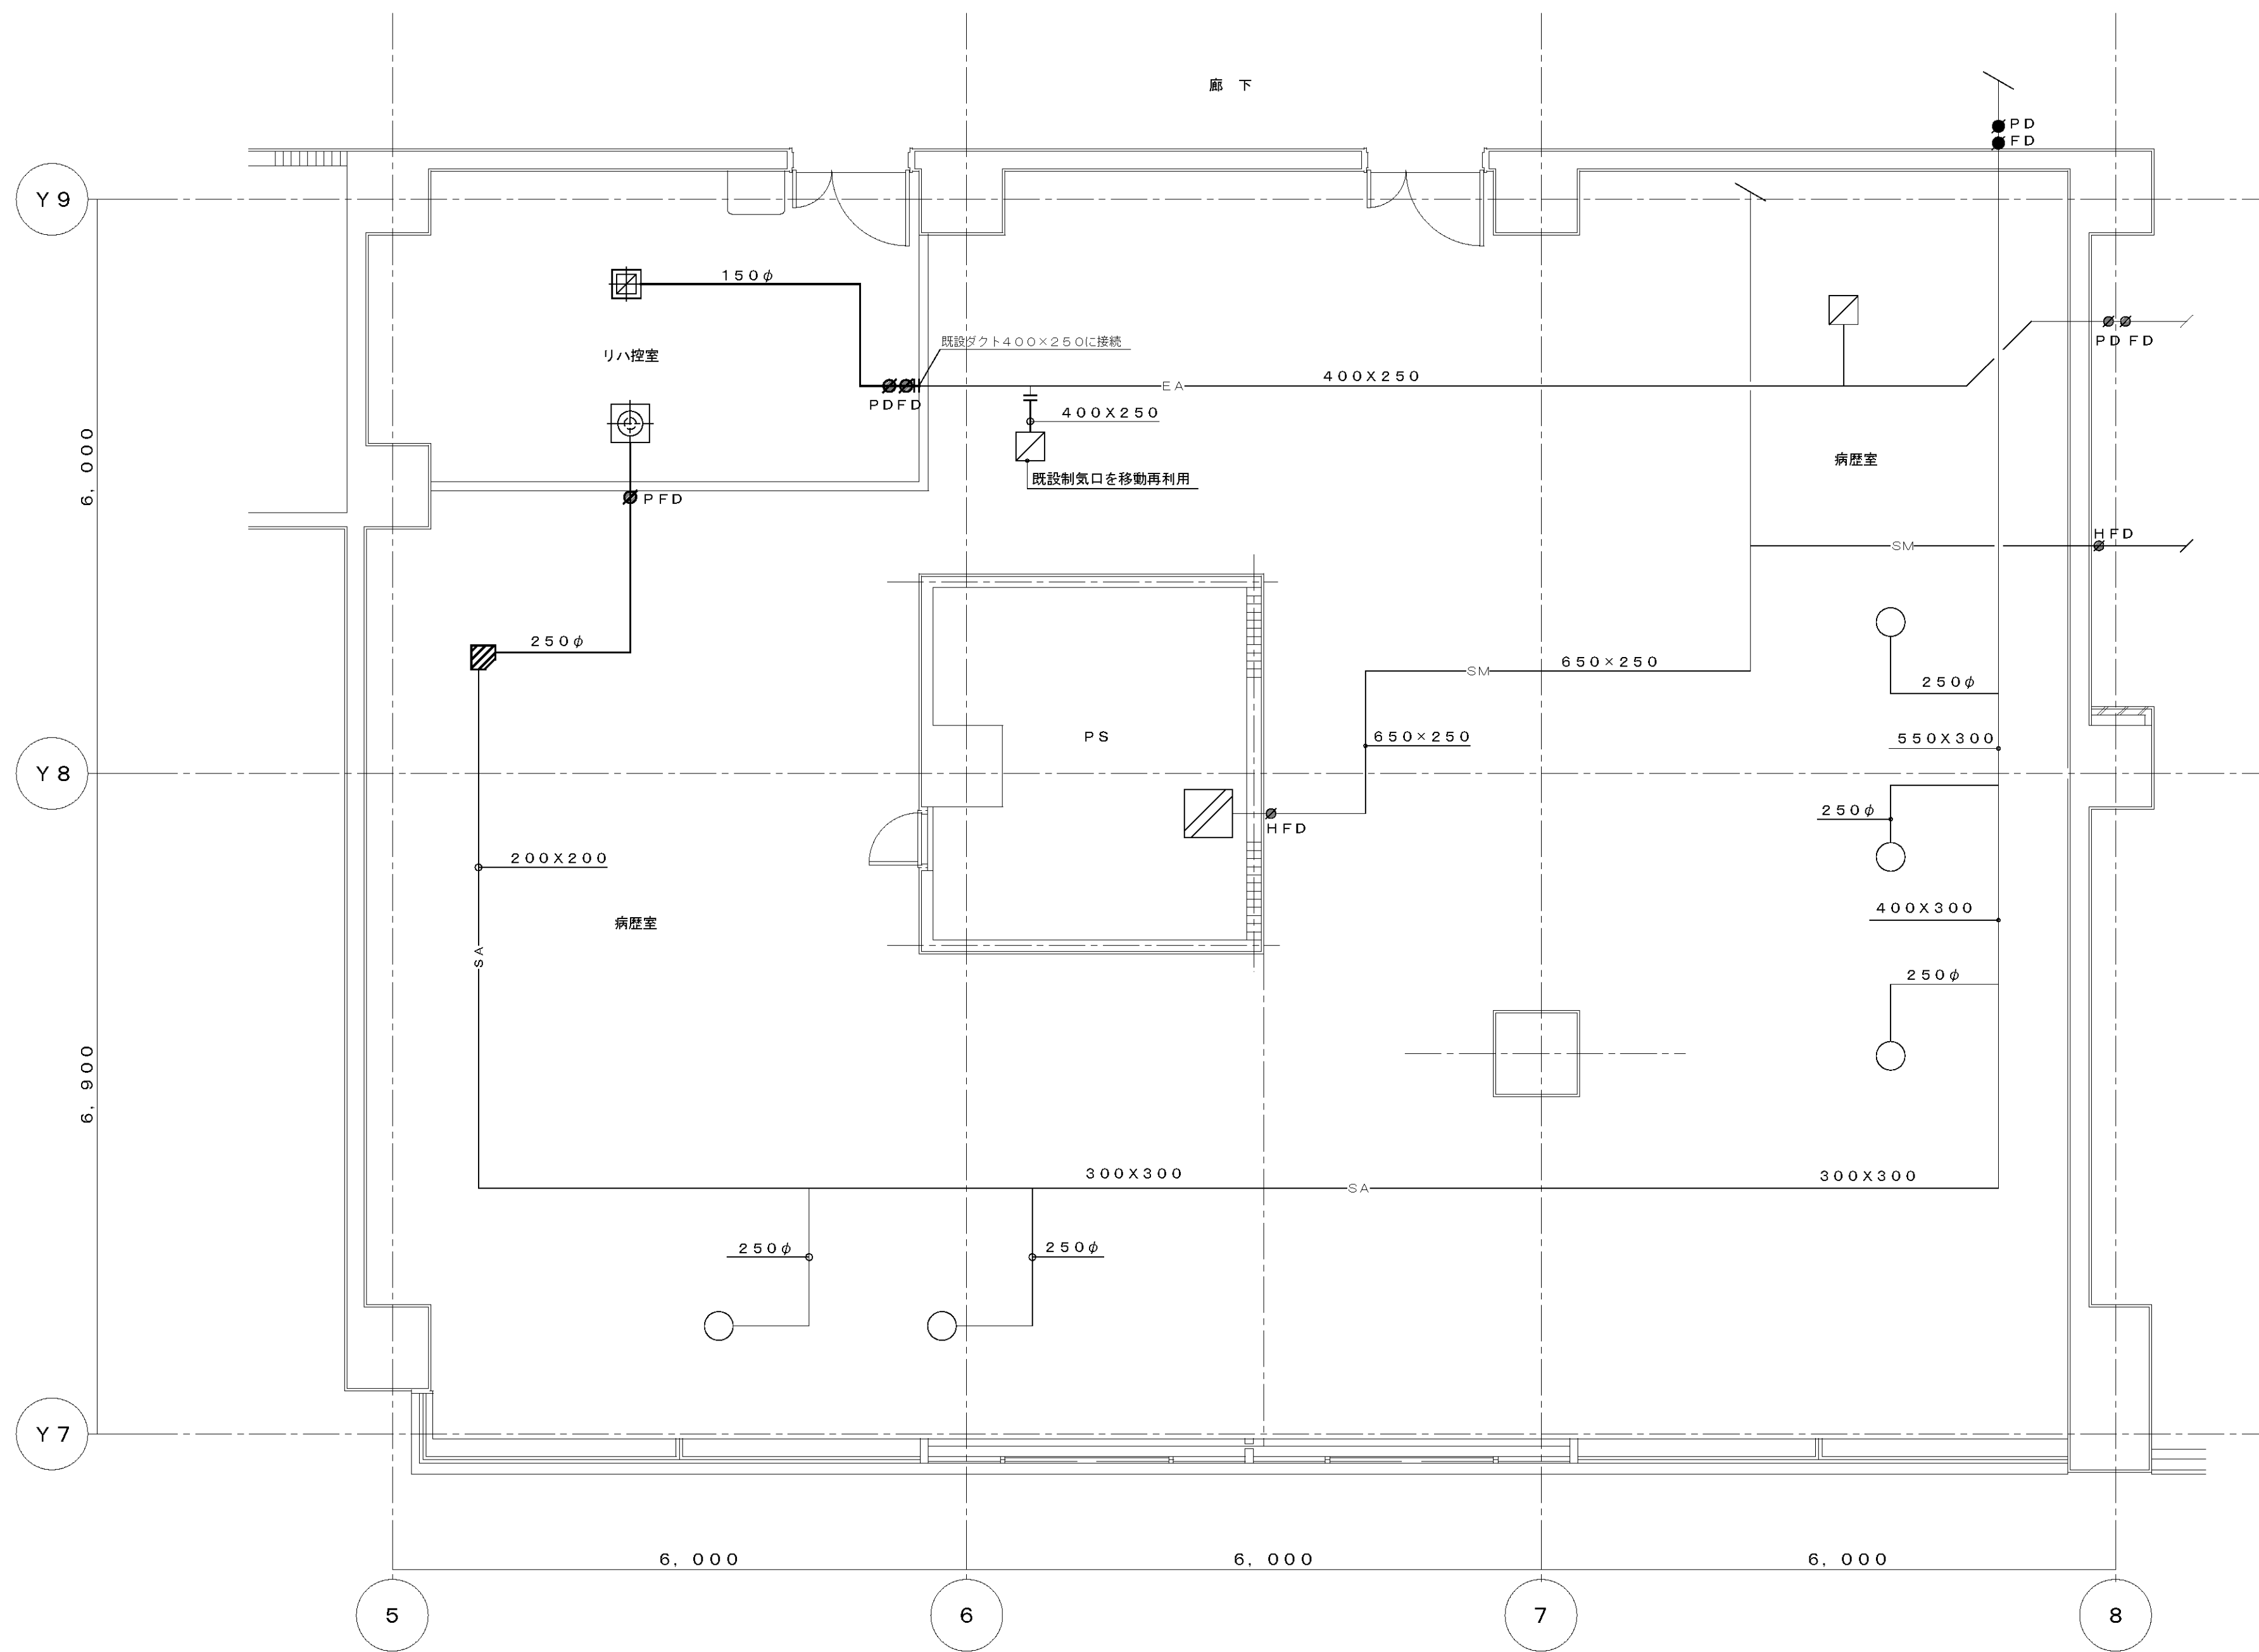 廊　下
ＰＤ
ＦＤ
Ｙ９
１５０φ
リハ控室
既設ダクト４００×２５０に接続
４００Ｘ２５０
ＥＡ
ＰＤＦＤ
ＰＤ ＦＤ
４００Ｘ２５０
既設制気口を移動再利用
病歴室
６，０００
ＰＦＤ
ＨＦＤ
ＳＭ
２５０φ
６５０×２５０
ＳＭ
２５０φ
ＰＳ
６５０×２５０
５５０Ｘ３００
Ｙ８
２５０φ
ＨＦＤ
２００Ｘ２００
病歴室
４００Ｘ３００
ＳＡ
２５０φ
６，９００
３００Ｘ３００
ＳＡ
３００Ｘ３００
２５０φ
２５０φ
Ｙ７
６，０００
６，０００
６，０００
５
６
７
８